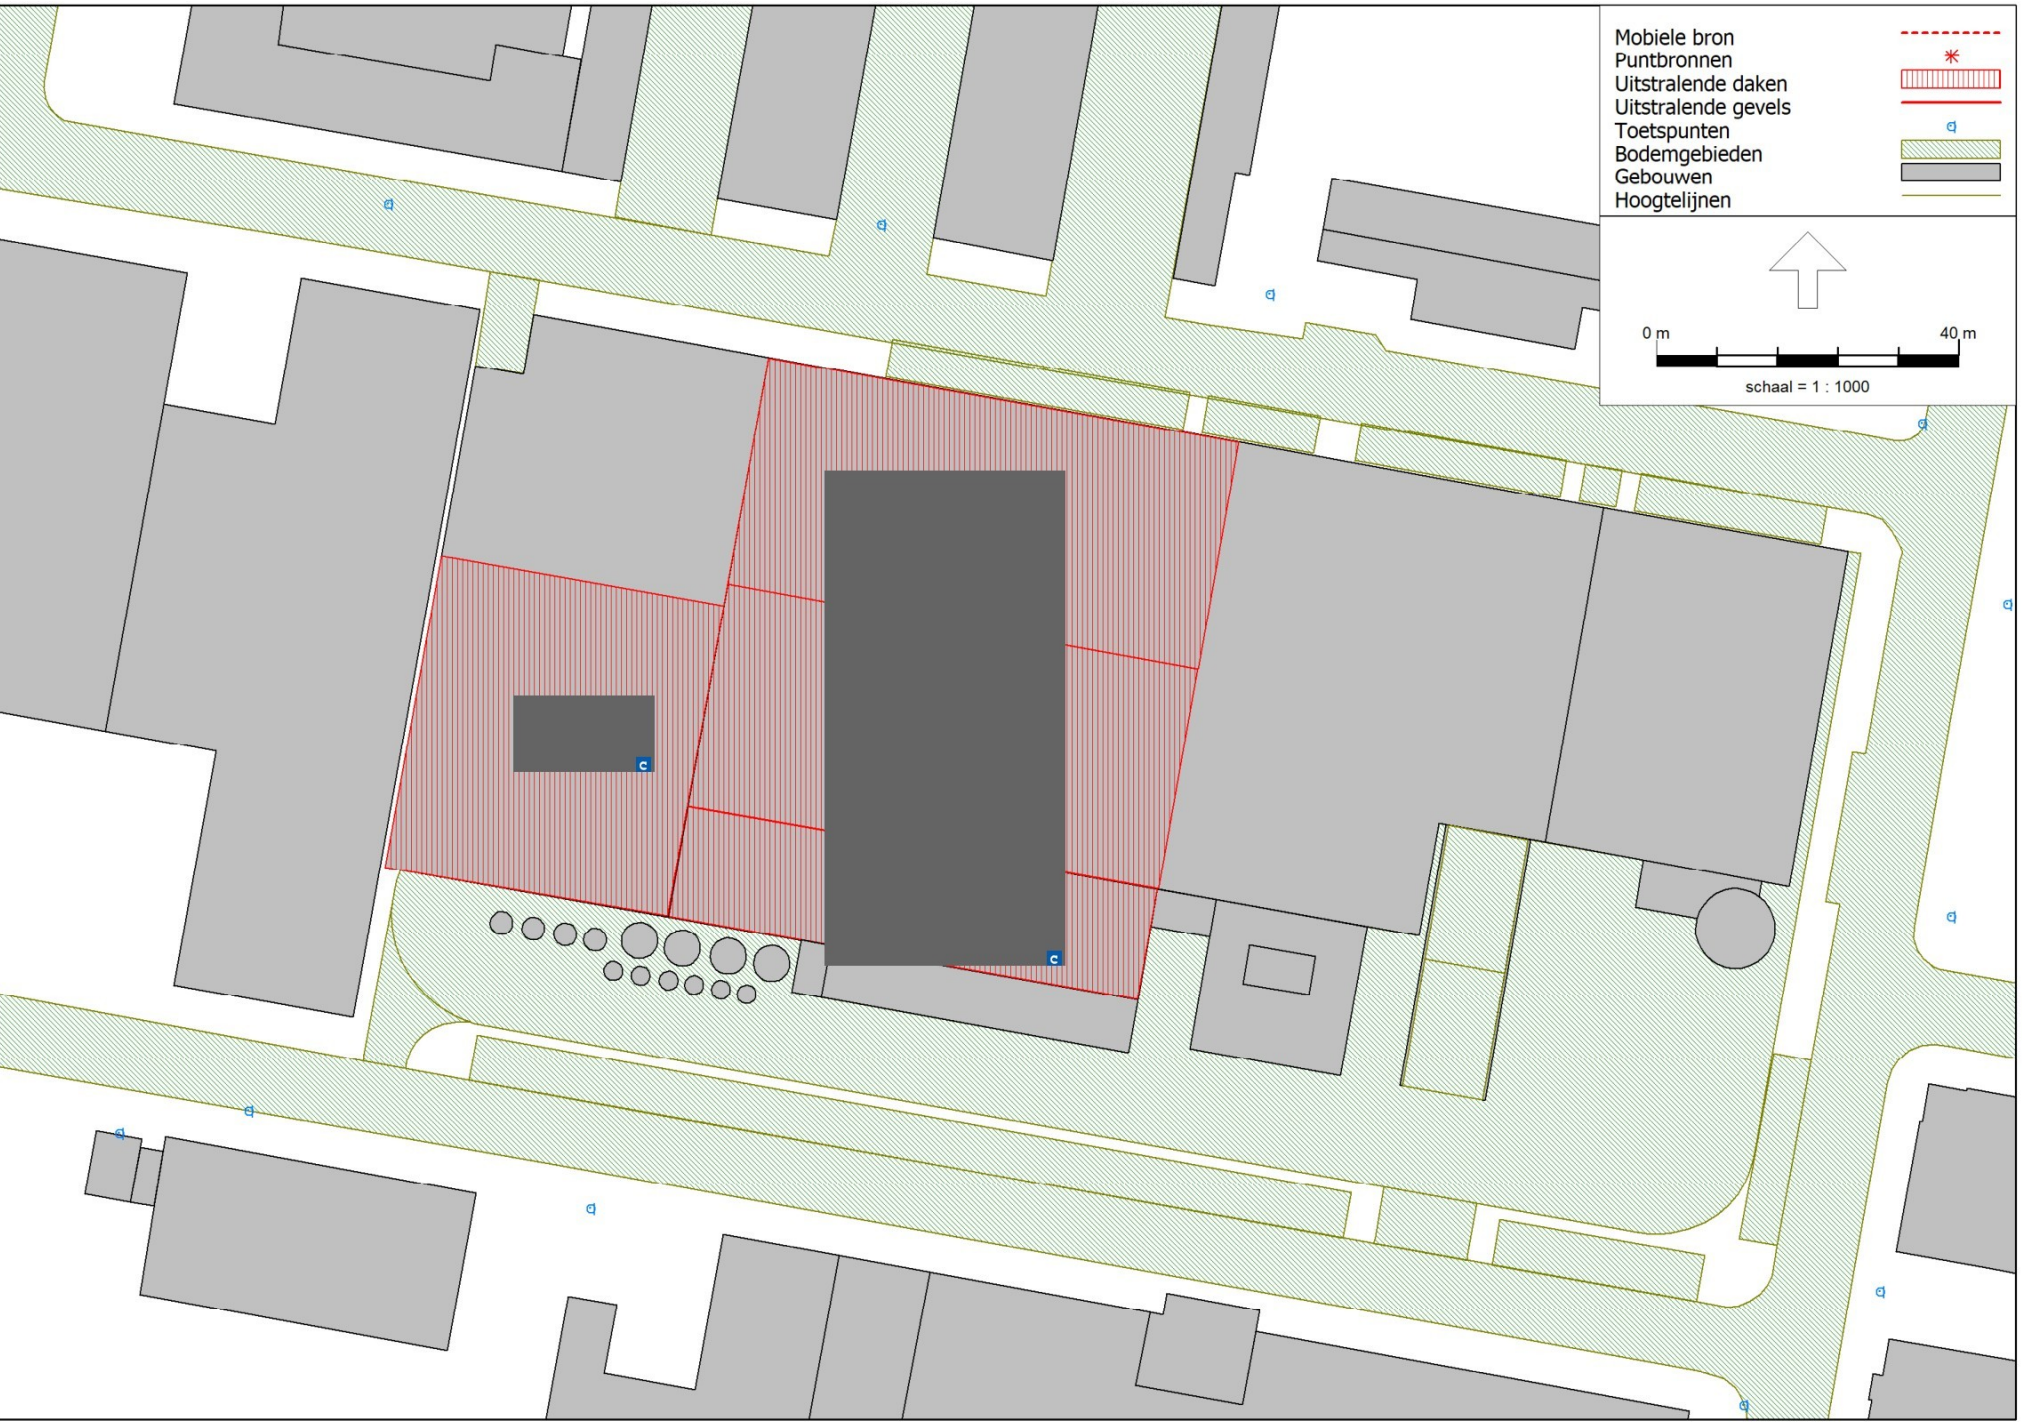 Mobiele bron
Puntbronnen
Uitstralende daken
Uitstralende gevels
Toetspunten
Bodemgebieden
Gebouwen
Hoogtelijnen
0 m 40 m
schaal = 1 : 1000
c
c